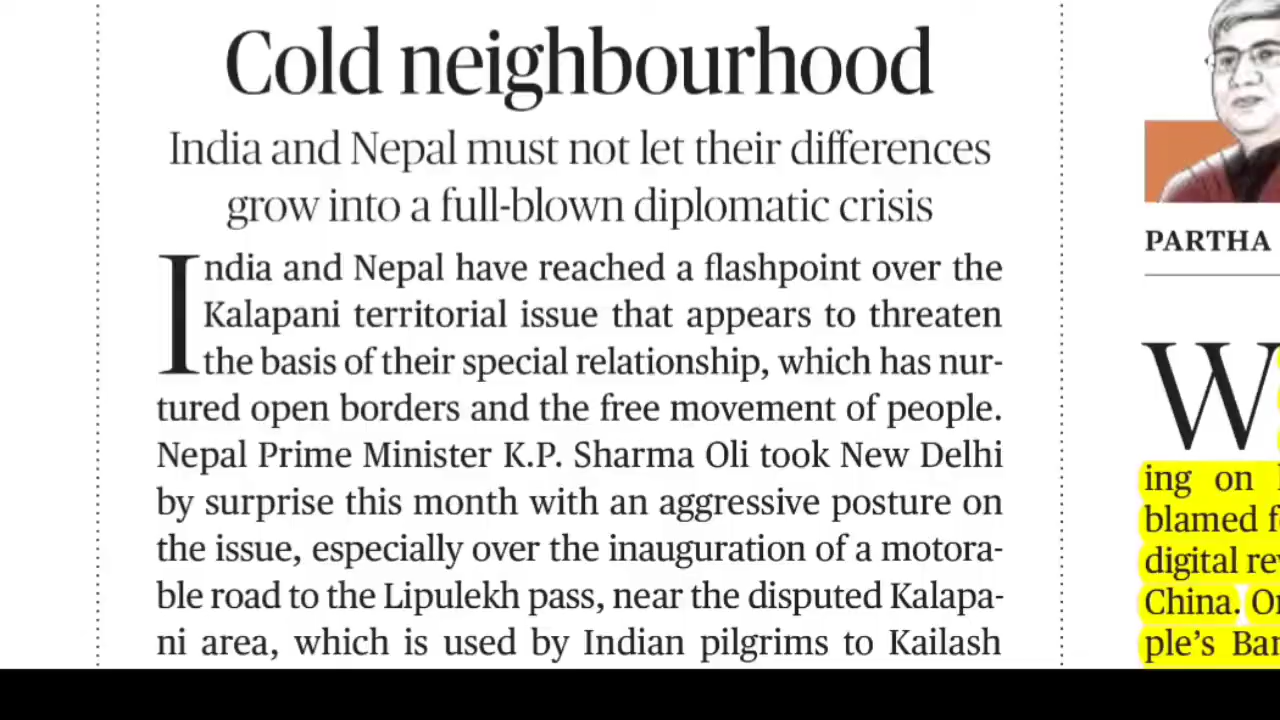 Cold neighbourhood
India and Nepal must not let their differences
grow into a full-blown diplomatic crisis
India and Nepal have reached a flashpoint over the
Kalapani territorial issue that appears to threaten
the basis of their special relationship, which has nur-
tured open borders and the free movement of people.
Nepal Prime Minister K.P. Sharma Oli took New Delhi
by surprise this month with an aggressive posture on
the issue, especially over the inauguration of a motora-
ble road to the Lipulekh pass, near the disputed Kalapa-
ni area, which is used by Indian pilgrims to Kailash
PARTHA
W
ing on
blamed f
digital re
China. O
ple’s Ba